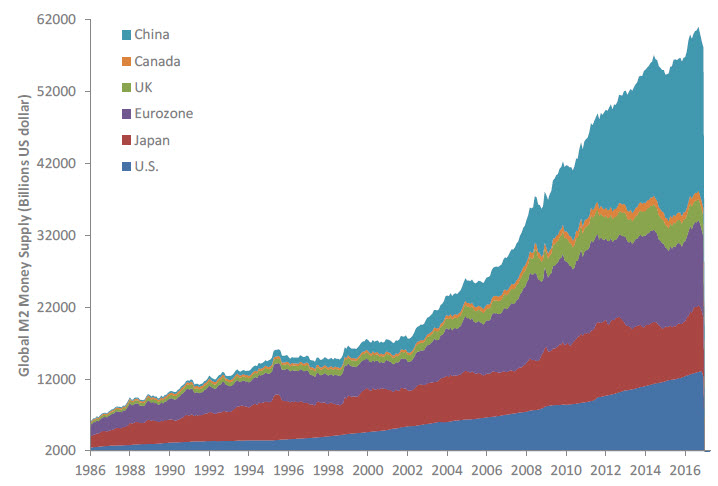 62000
52000
42000
32000
22000
12000
2000
Global M2 Money Supply (Billions US dollar)
China
Canada
UK
Eurozone
Japan
U.S.
1986 1988 1990 1992 1994 1996 1998 2000 2002 2004 2006 2008 2010 2012 2014 2016